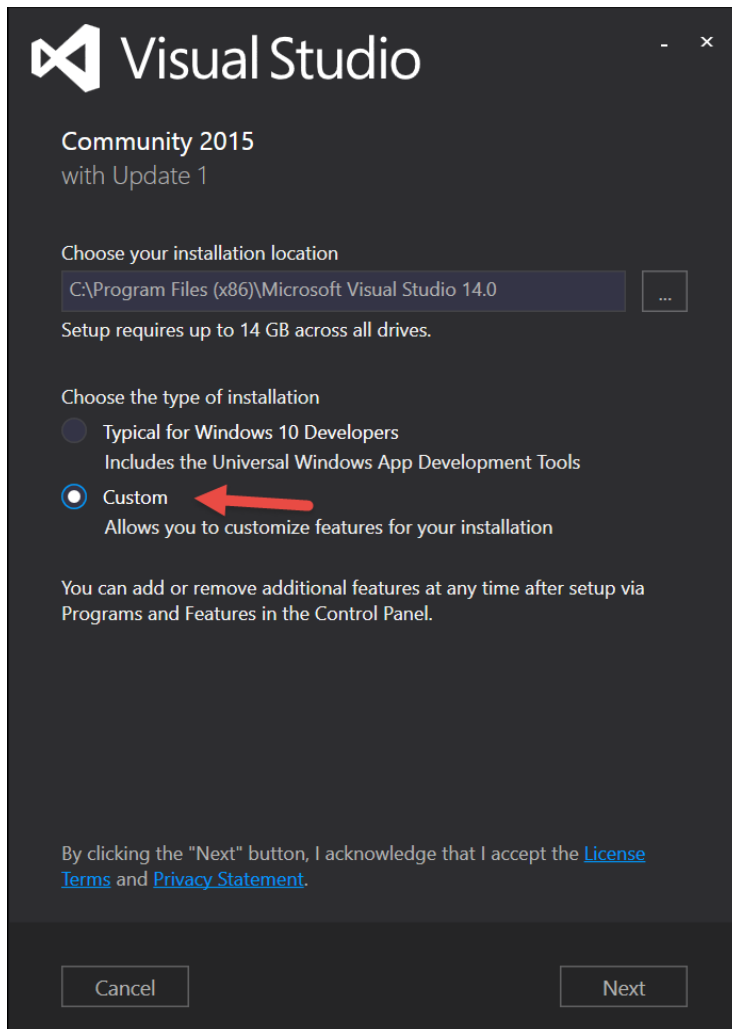 Visual Studio
Community 2015
with Update 1
Choose your installation location
C:\Program Files (x86)\Microsoft Visual Studio 14.0
...
Setup requires up to 14 GB across all drives.
Choose the type of installation
Typical for Windows 10 Developers
Includes the Universal Windows App Development Tools
Custom
Allows you to customize features for your installation
You can add or remove additional features at any time after setup via
Programs and Features in the Control Panel.
By clicking the "Next" button, I acknowledge that I accept the License
Terms and Privacy Statement.
Cancel
Next